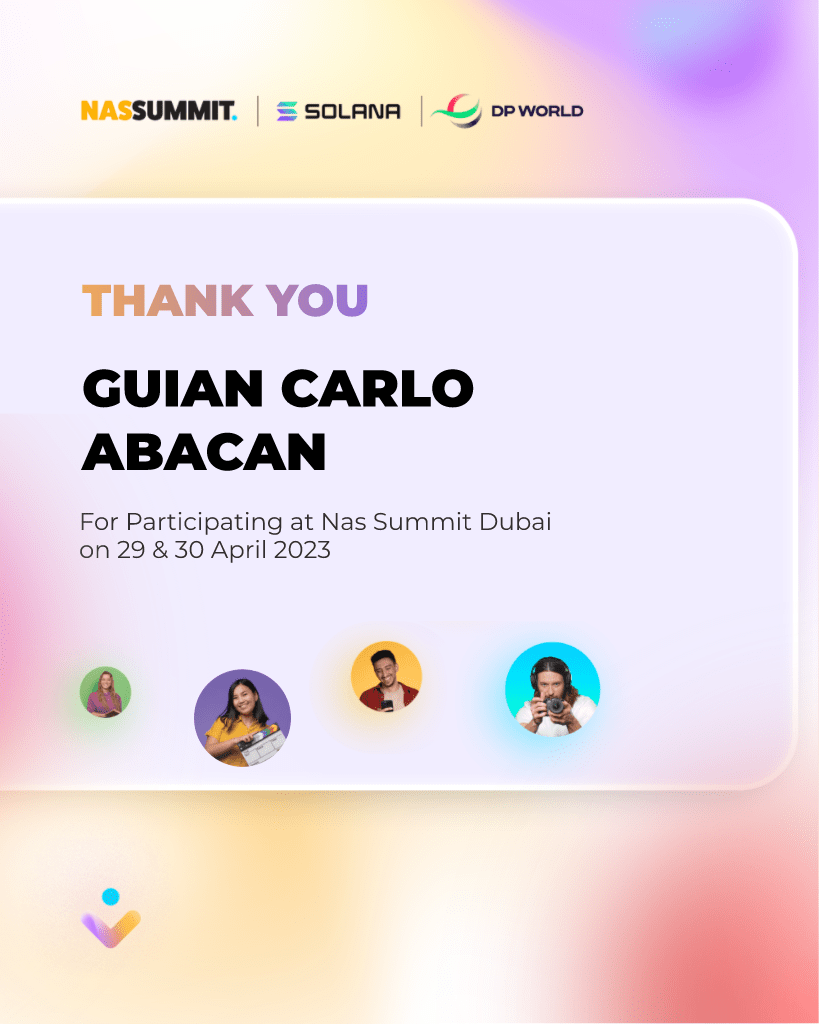 NASSUMMIT. SOLANA DP WORLD
THANK YOU
GUIAN CARLO
ABACAN
For Participating at Nas Summit Dubai
on 29 & 30 April 2023